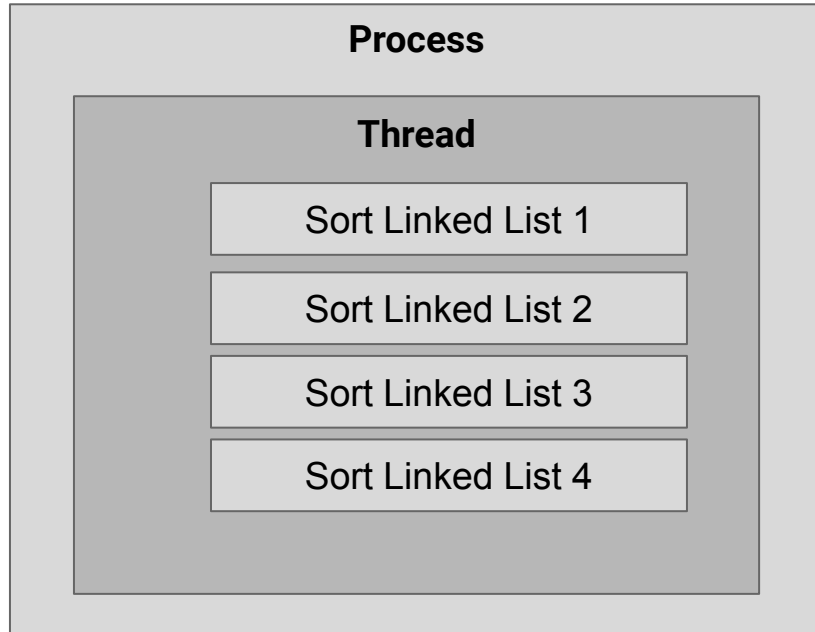 Process
Thread
Sort Linked List 1
Sort Linked List 2
Sort Linked List 3
Sort Linked List 4